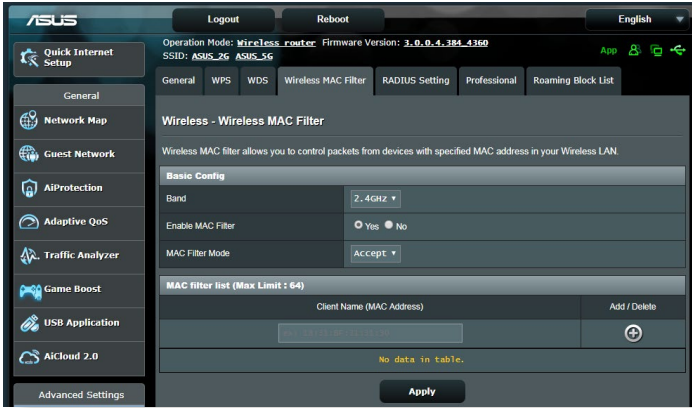 ASUS
Logout
Reboot
English
Quick Internet
Setup
General
Network Map
Guest Network
AiProtection
Adaptive QoS
Traffic Analyzer
Game Boost
USB Application
AiCloud 2.0
Advanced Settings
Operation Mode: Wireless router Firmware Version: 3.0.0.4.384_4360
SSID: ASUS_2G ASUS_5G
App
General WPS WDS Wireless MAC Filter RADIUS Setting Professional Roaming Block List
Wireless - Wireless MAC Filter
Wireless MAC filter allows you to control packets from devices with specified MAC address in your Wireless LAN.
Basic Config
Band 2.4GHz
Enable MAC Filter Yes No
MAC Filter Mode Accept
MAC filter list (Max Limit : 64)
Client Name (MAC Address) Add / Delete
No data in table.
Apply